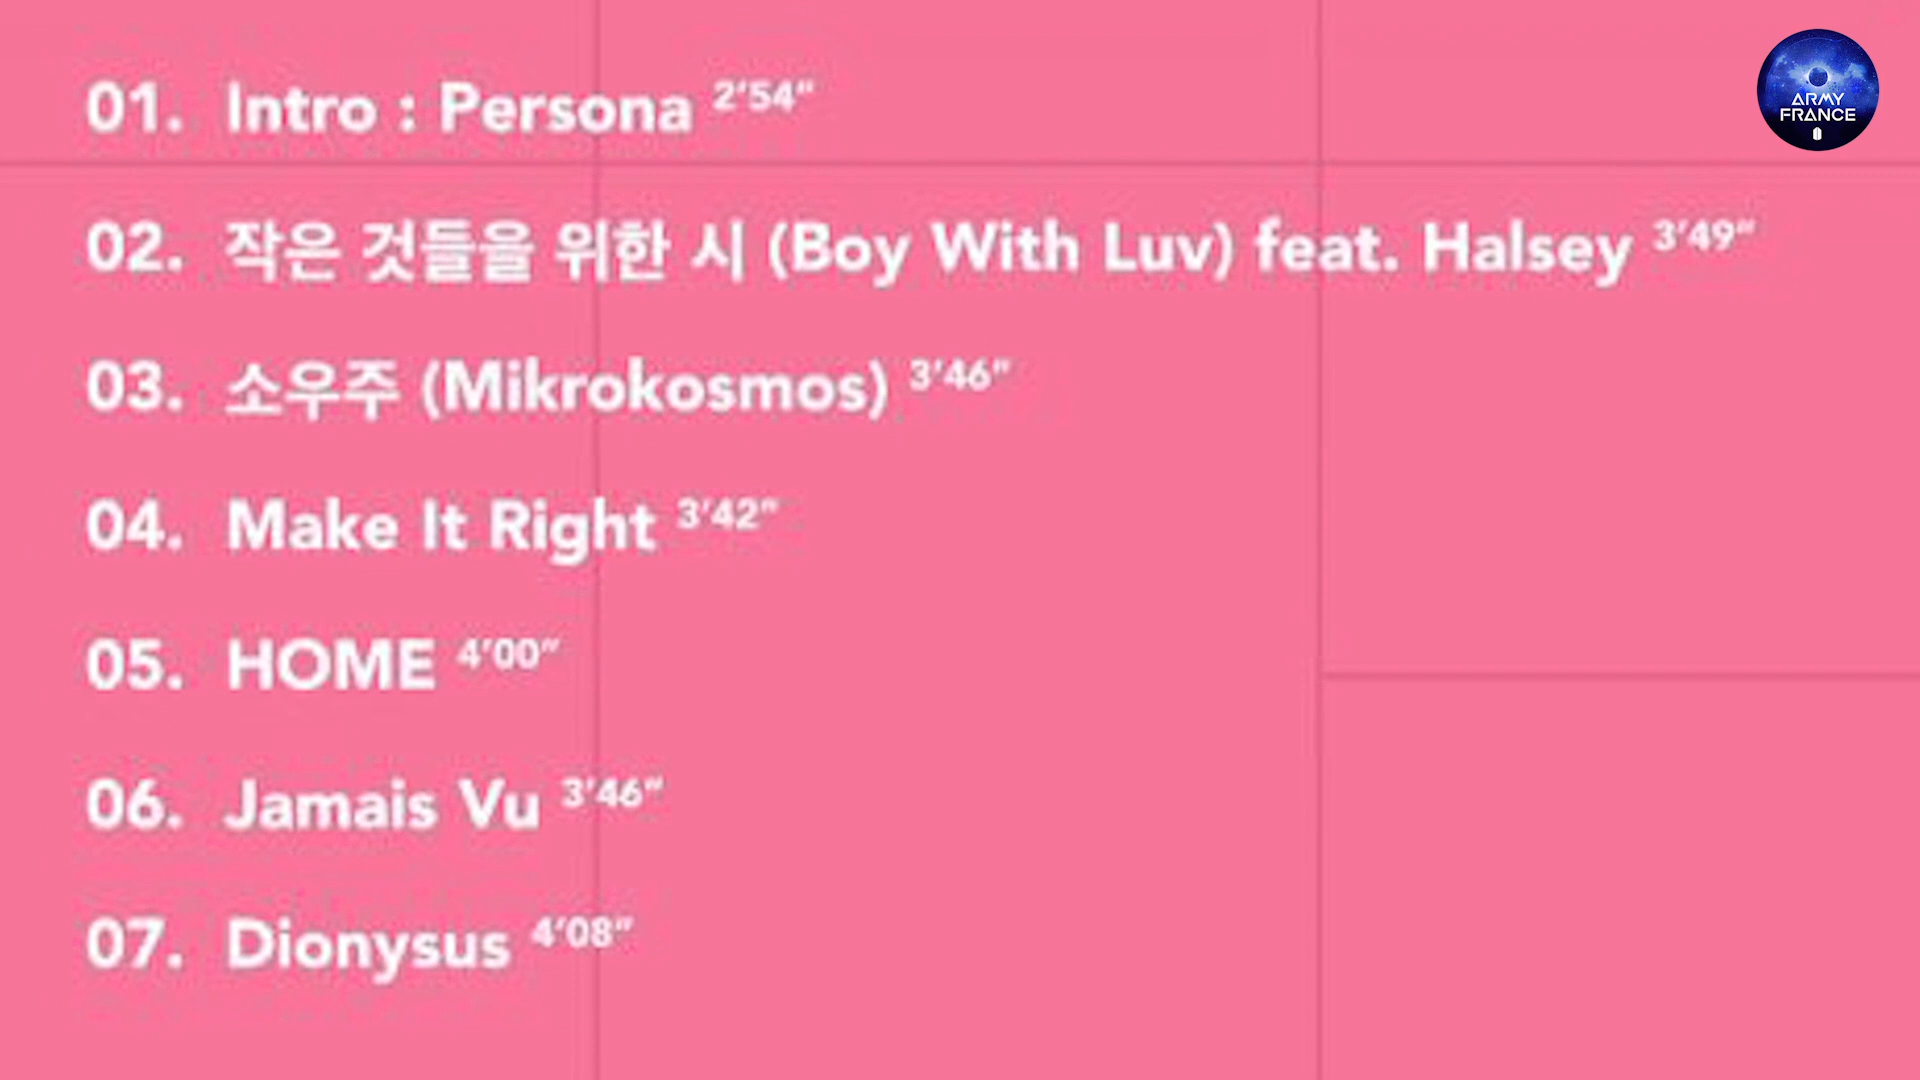 01. Intro : Persona 2'54"
02. 작은 것들을 위한 시 (Boy With Luv) feat. Halsey 3'49"
03. 소우주 (Mikrokosmos) 3'46"
04. Make It Right 3'42"
05. HOME 4'00"
06. Jamais Vu 3'46"
07. Dionysus 4'08"
ARMY
FRANCE